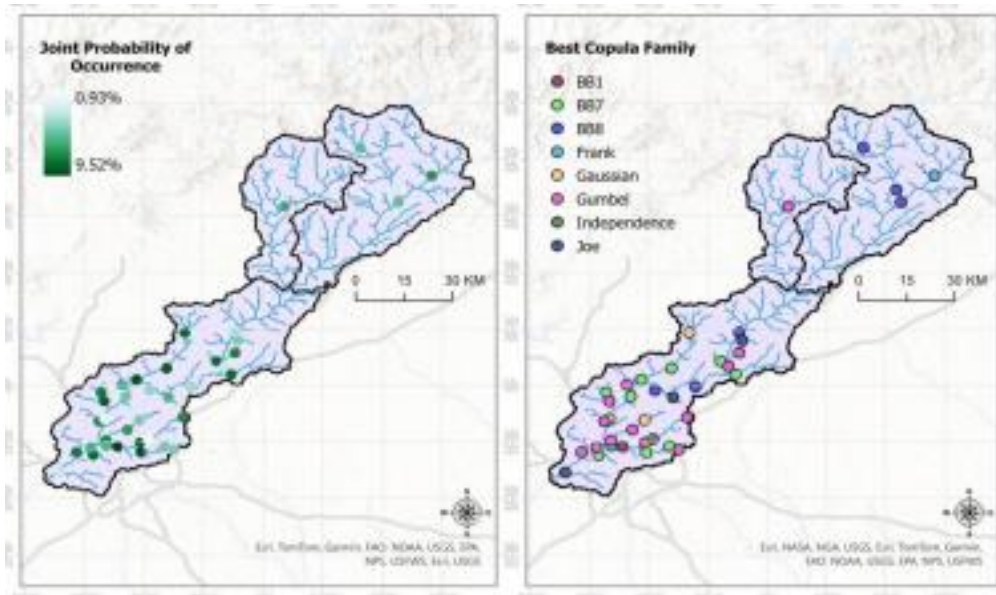 Joint Probability of
Occurrence
0.93%
9.52%
0 15 30 KM
Esri, TomTom, Garmin, FAO, NOAA, USGS, EPA,
NPS, USFWS, Esri, USGS
Best Copula Family
BB1
BB7
BB8
Frank
Gaussian
Gumbel
Independence
Joe
0 15 30 KM
Esri, NASA, NGA, USGS, Esri, TomTom, Garmin,
FAO, NOAA, USGS, EPA, NPS, USFWS